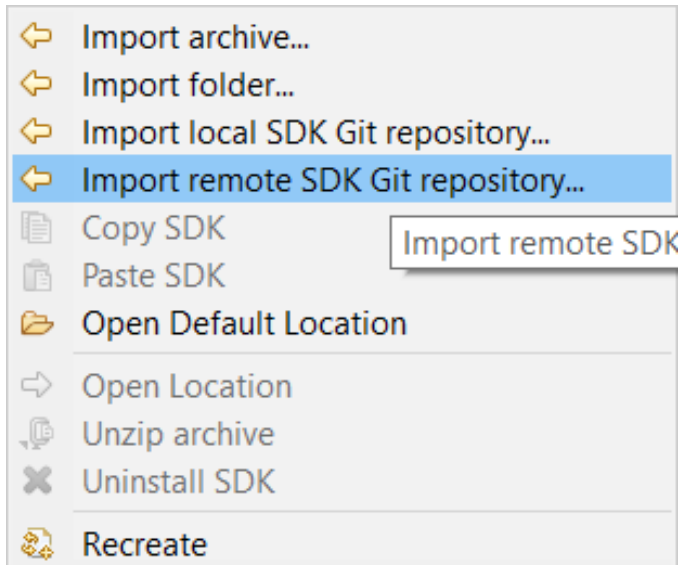 Import archive...
Import folder...
Import local SDK Git repository...
Import remote SDK Git repository...
Copy SDK
Import remote SDK
Paste SDK
Open Default Location
Open Location
Unzip archive
Uninstall SDK
Recreate